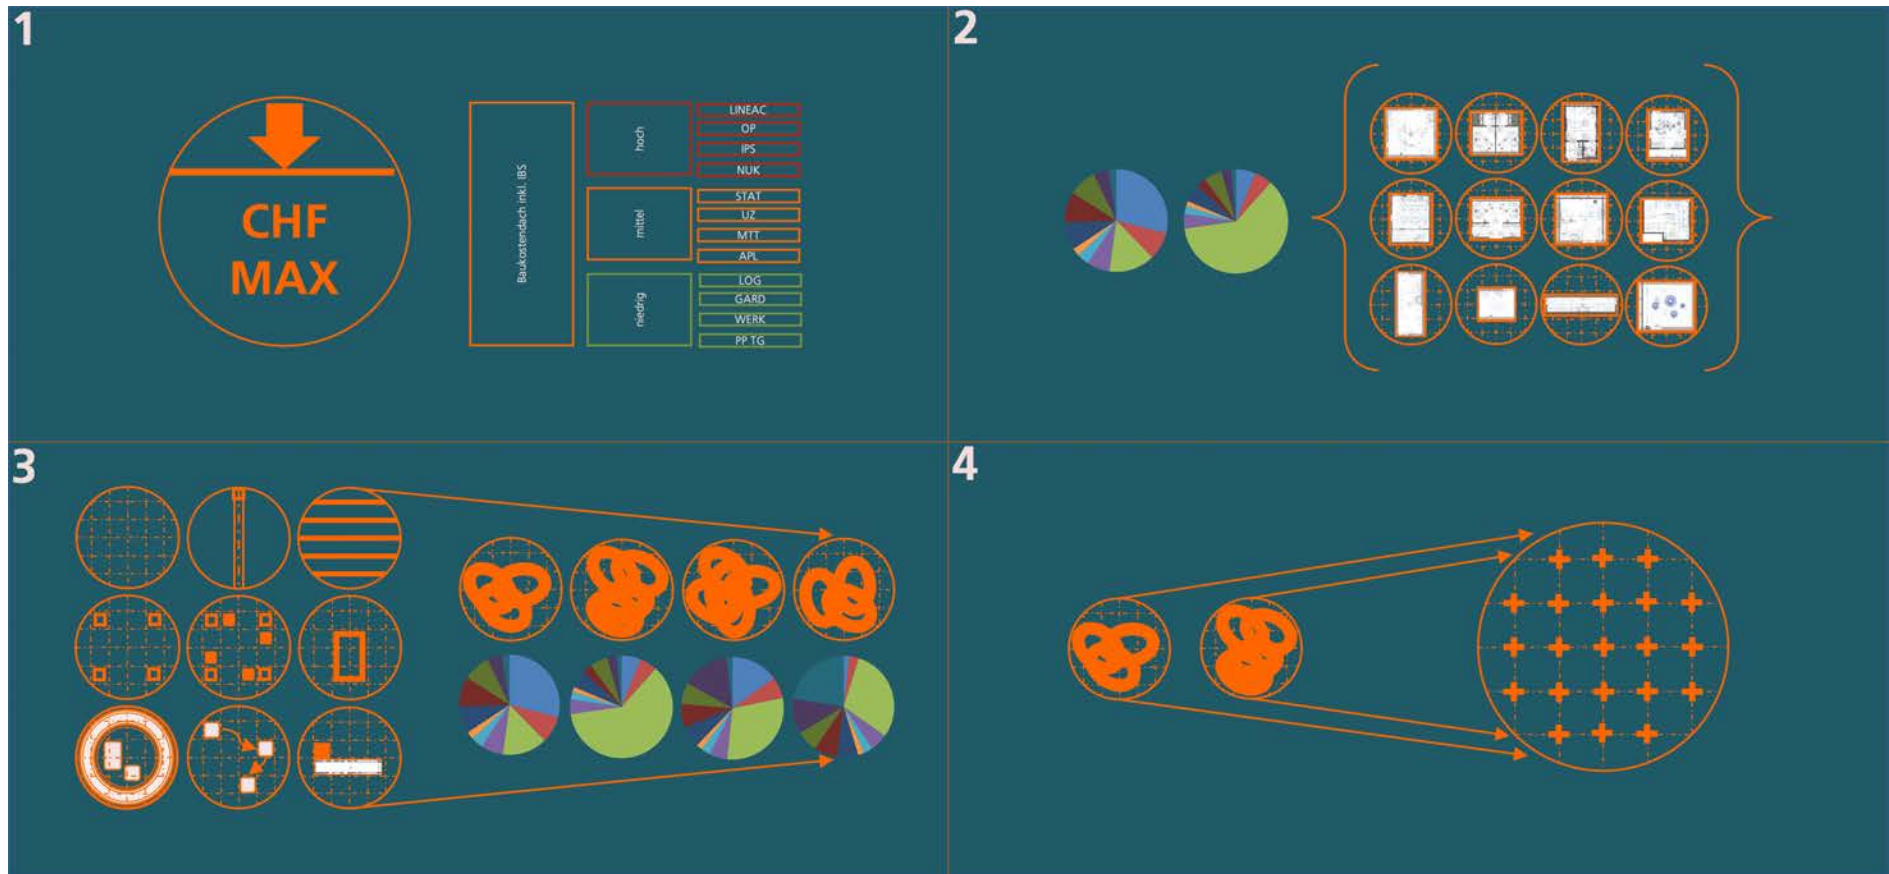 1
CHF
MAX
Baukostendach inkl. IBS
hoch
LINEAC
OP
IPS
NUK
mittel
STAT
UZ
MTT
APL
niedrig
LOG
GARD
WERK
PP TG
2
3
4